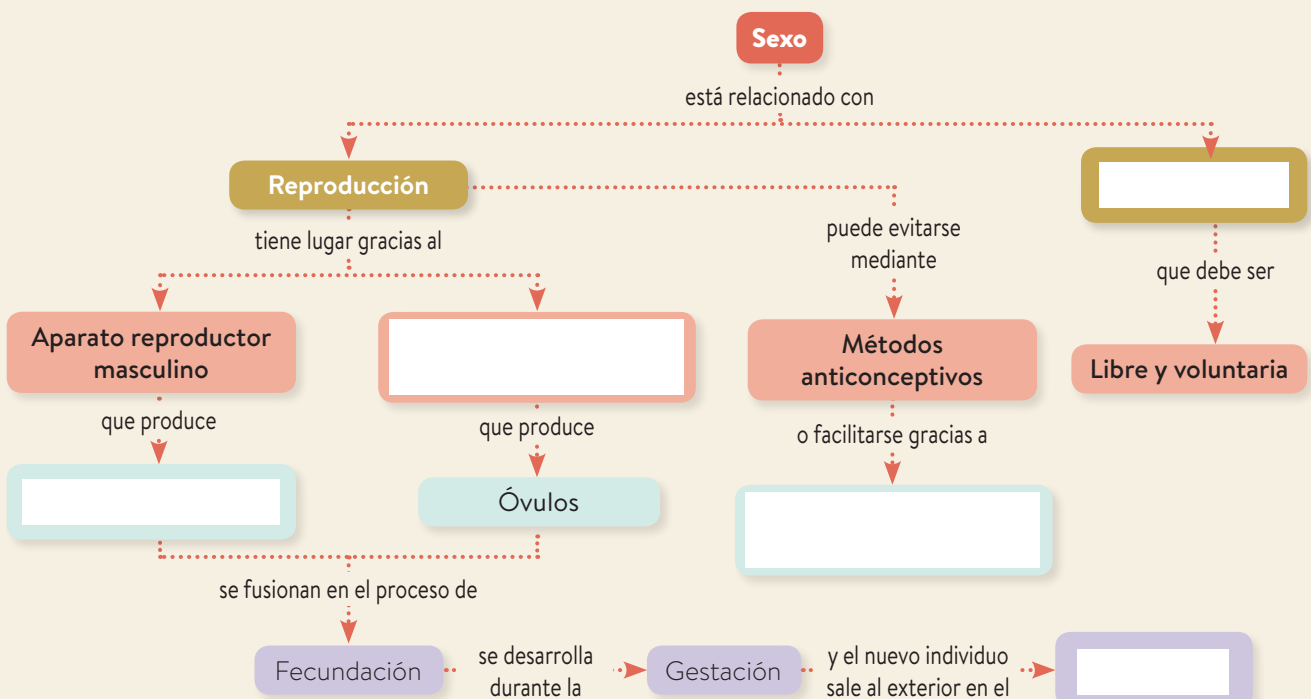 Sexo
está relacionado con
Reproducción
tiene lugar gracias al
puede evitarse
mediante
que debe ser
Aparato reproductor
masculino
Métodos
anticonceptivos
Libre y voluntaria
que produce
que produce
o facilitarse gracias a
Óvulos
se fusionan en el proceso de
Fecundación
se desarrolla
durante la
Gestación
y el nuevo individuo
sale al exterior en el